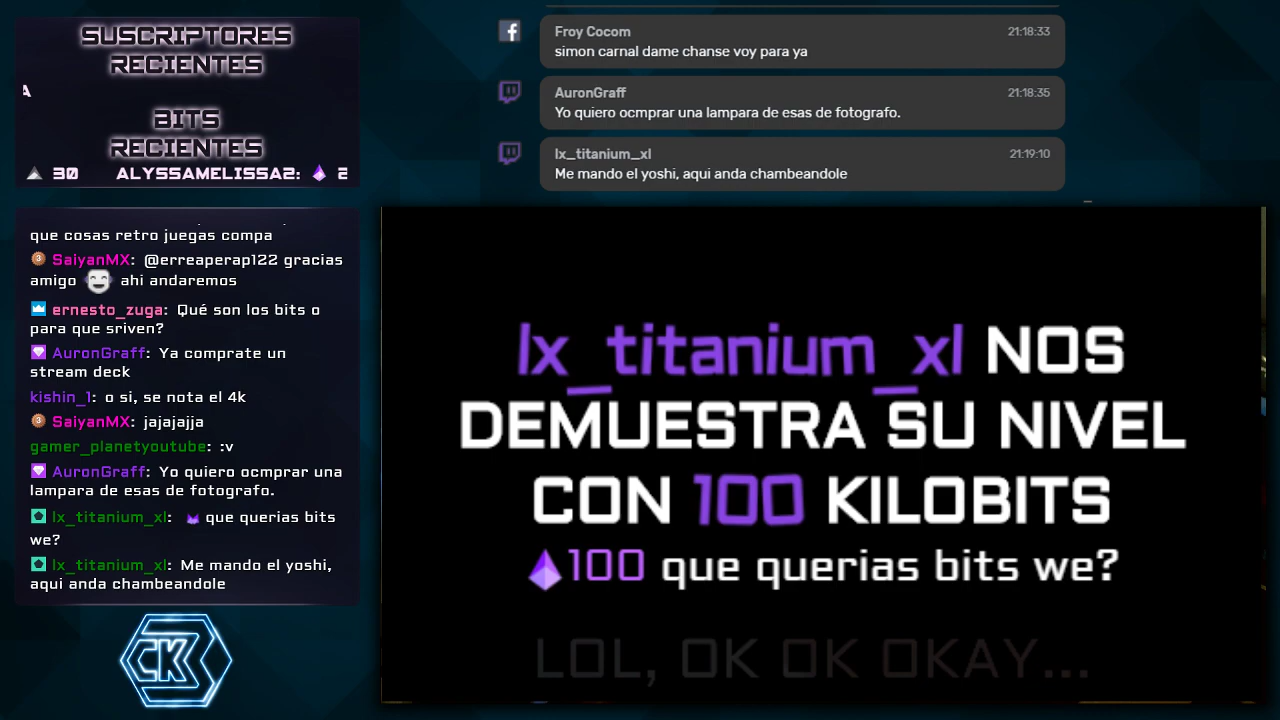 SUSCRIPTORES
RECIENTES
A
BITS
RECIENTES
30 ALYSSAMELISSA2: 2
Froy Cocom 21:18:33
simon carnal dame chanse voy para ya
AuronGraff 21:18:35
Yo quiero ocmprar una lampara de esas de fotografo.
lx_titanium_xl 21:19:10
Me mando el yoshi, aqui anda chambeandole
que cosas retro juegas compa
SaiyanMX: @erreaperap122 gracias
amigo ahi andaremos
ernesto_zuga: Qué son los bits o
para que sriven?
AuronGraff: Ya comprate un
stream deck
kishin_1: o si, se nota el 4k
SaiyanMX: jajajajja
gamer_planetyoutube: :v
AuronGraff: Yo quiero ocmprar una
lampara de esas de fotografo.
lx_titanium_xl: que querias bits
we?
lx_titanium_xl: Me mando el yoshi,
aqui anda chambeandole
CK
lx_titanium_xl NOS
DEMUESTRA SU NIVEL
CON 100 KILOBITS
100 que querias bits we?
LOL, OK OK OKAY...